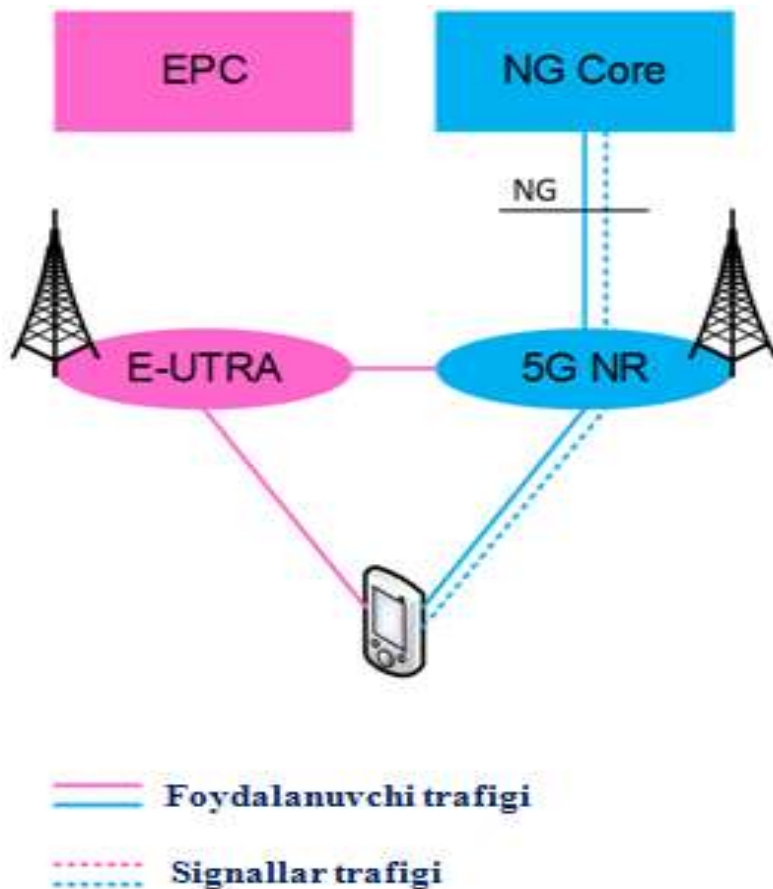 EPC
NG Core
NG
E-UTRA
5G NR
Foydalanuvchi trafigi
Signallar trafigi